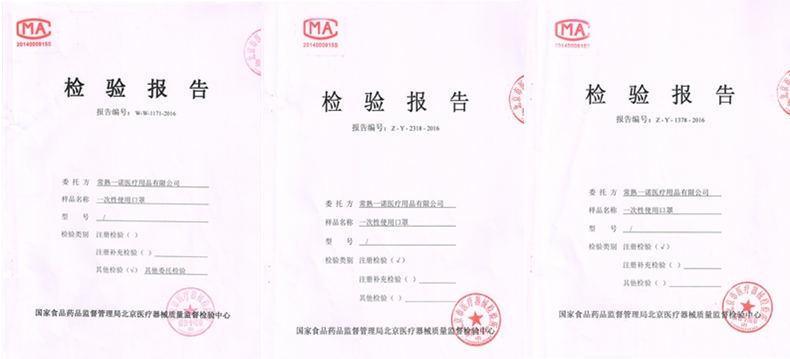 CMA
2014000915S
检验报告
报告编号：W-W-1171-2016
委托方 常熟一诺医疗用品有限公司
样品名称 一次性使用口罩
型号 /
检验类别 注册检验（ ）
注册补充检验（ ）
其他检验（√） 其他委托检验
国家食品药品监督管理局北京医疗器械质量监督检验中心
CMA
2014000915S
检验报告
报告编号：Z-Y-2318-2016
委托方 常熟一诺医疗用品有限公司
样品名称 一次性使用口罩
型号 /
检验类别 注册检验（√）
注册补充检验（ ）
其他检验（ ）
国家食品药品监督管理局北京医疗器械质量监督检验中心
CMA
2014000915S
检验报告
报告编号：Z-Y-1378-2016
委托方 常熟一诺医疗用品有限公司
样品名称 一次性使用口罩
型号 /
检验类别 注册检验（√）
注册补充检验（ ）
其他检验（ ）
国家食品药品监督管理局北京医疗器械质量监督检验中心